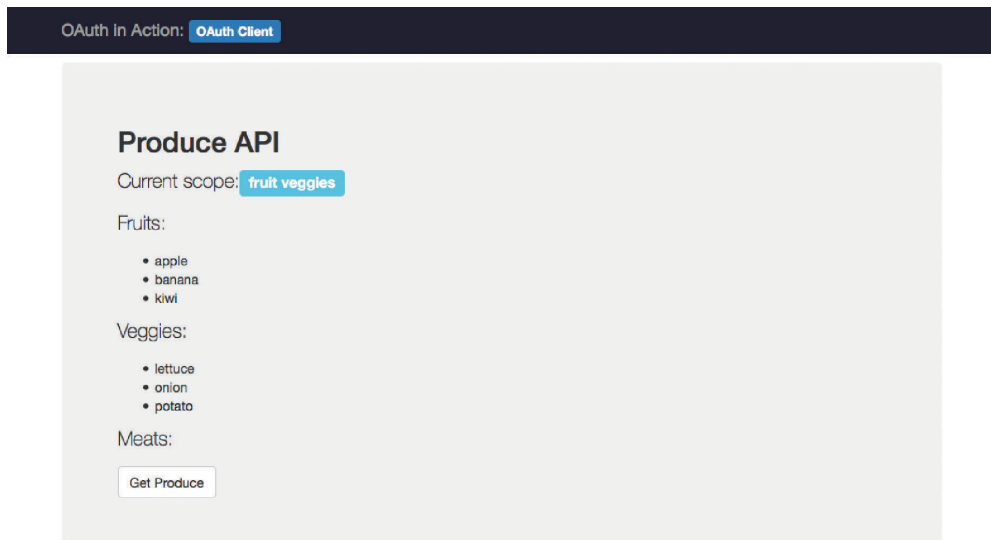 OAuth in Action: OAuth Client
Produce API
Current scope: fruit veggies
Fruits:
• apple
• banana
• kiwi
Veggies:
• lettuce
• onion
• potato
Meats:
Get Produce